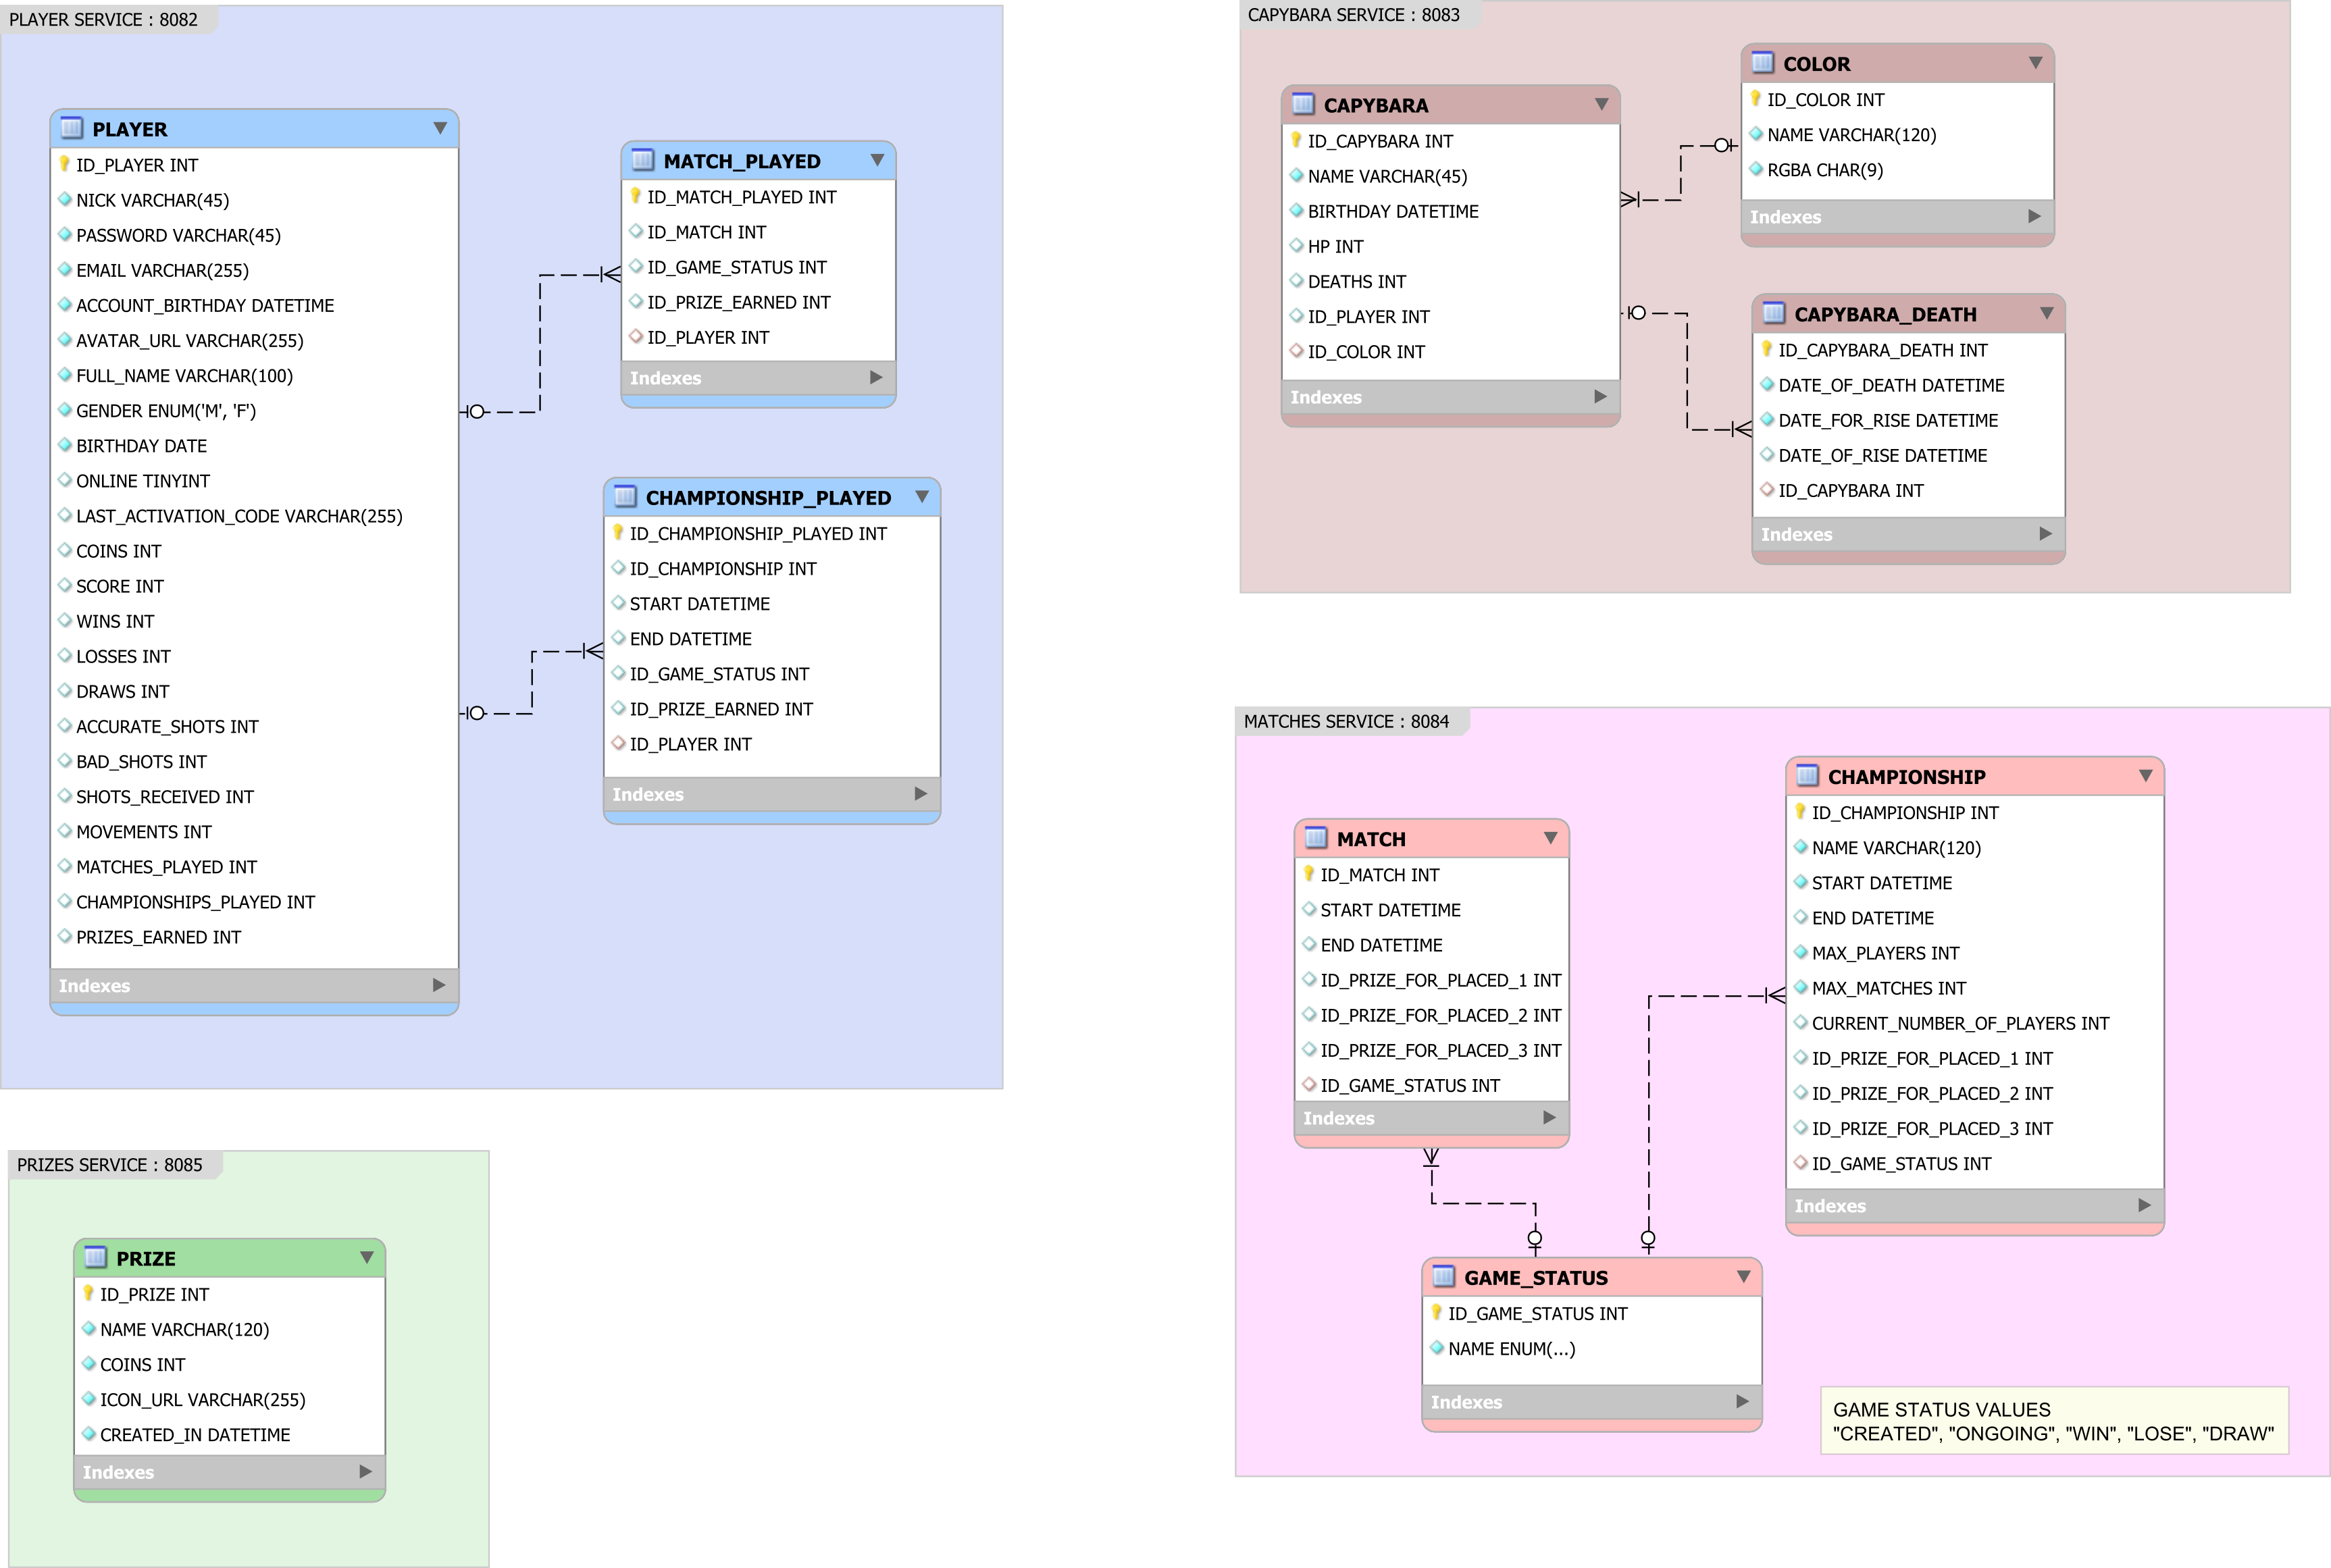 PLAYER SERVICE : 8082
PLAYER
ID_PLAYER INT
NICK VARCHAR(45)
PASSWORD VARCHAR(45)
EMAIL VARCHAR(255)
ACCOUNT_BIRTHDAY DATETIME
AVATAR_URL VARCHAR(255)
FULL_NAME VARCHAR(100)
GENDER ENUM('M', 'F')
BIRTHDAY DATE
ONLINE TINYINT
LAST_ACTIVATION_CODE VARCHAR(255)
COINS INT
SCORE INT
WINS INT
LOSSES INT
DRAWS INT
ACCURATE_SHOTS INT
BAD_SHOTS INT
SHOTS_RECEIVED INT
MOVEMENTS INT
MATCHES_PLAYED INT
CHAMPIONSHIPS_PLAYED INT
PRIZES_EARNED INT
Indexes
MATCH_PLAYED
ID_MATCH_PLAYED INT
ID_MATCH INT
ID_GAME_STATUS INT
ID_PRIZE_EARNED INT
ID_PLAYER INT
Indexes
CHAMPIONSHIP_PLAYED
ID_CHAMPIONSHIP_PLAYED INT
ID_CHAMPIONSHIP INT
START DATETIME
END DATETIME
ID_GAME_STATUS INT
ID_PRIZE_EARNED INT
ID_PLAYER INT
Indexes
CAPYBARA SERVICE : 8083
CAPYBARA
ID_CAPYBARA INT
NAME VARCHAR(45)
BIRTHDAY DATETIME
HP INT
DEATHS INT
ID_PLAYER INT
ID_COLOR INT
Indexes
COLOR
ID_COLOR INT
NAME VARCHAR(120)
RGBA CHAR(9)
Indexes
CAPYBARA_DEATH
ID_CAPYBARA_DEATH INT
DATE_OF_DEATH DATETIME
DATE_FOR_RISE DATETIME
DATE_OF_RISE DATETIME
ID_CAPYBARA INT
Indexes
MATCHES SERVICE : 8084
MATCH
ID_MATCH INT
START DATETIME
END DATETIME
ID_PRIZE_FOR_PLACED_1 INT
ID_PRIZE_FOR_PLACED_2 INT
ID_PRIZE_FOR_PLACED_3 INT
ID_GAME_STATUS INT
Indexes
CHAMPIONSHIP
ID_CHAMPIONSHIP INT
NAME VARCHAR(120)
START DATETIME
END DATETIME
MAX_PLAYERS INT
MAX_MATCHES INT
CURRENT_NUMBER_OF_PLAYERS INT
ID_PRIZE_FOR_PLACED_1 INT
ID_PRIZE_FOR_PLACED_2 INT
ID_PRIZE_FOR_PLACED_3 INT
ID_GAME_STATUS INT
Indexes
GAME_STATUS
ID_GAME_STATUS INT
NAME ENUM(...)
Indexes
GAME STATUS VALUES
"CREATED", "ONGOING", "WIN", "LOSE", "DRAW"
PRIZES SERVICE : 8085
PRIZE
ID_PRIZE INT
NAME VARCHAR(120)
COINS INT
ICON_URL VARCHAR(255)
CREATED_IN DATETIME
Indexes